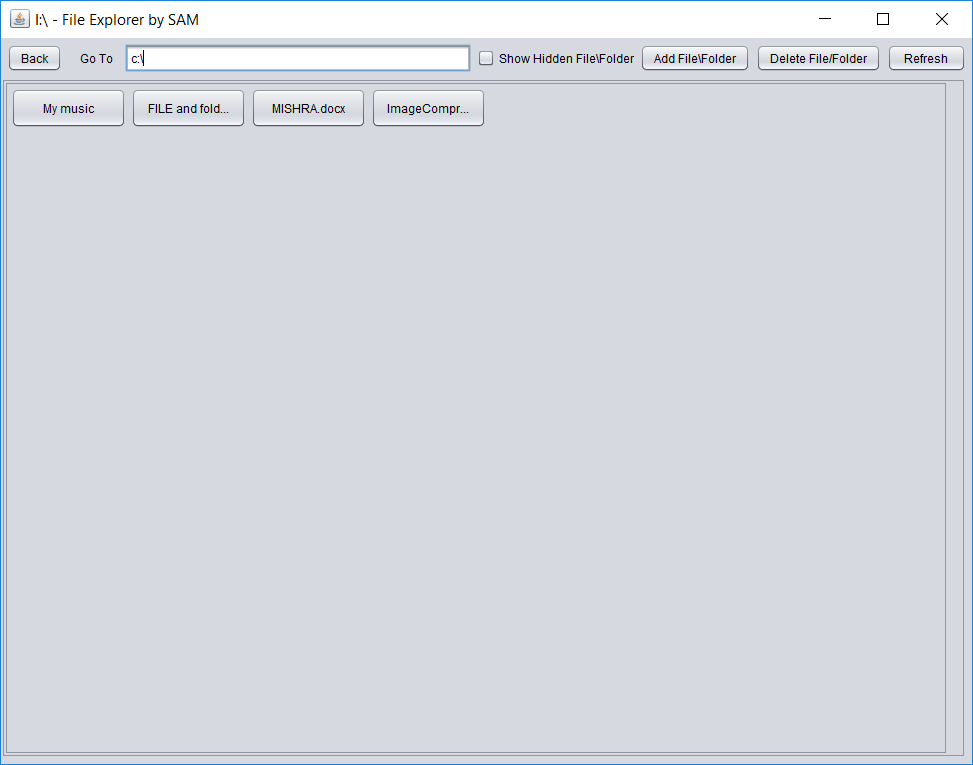 I:\ - File Explorer by SAM
Back Go To c:\ Show Hidden File\Folder Add File\Folder Delete File/Folder Refresh
My music FILE and fold... MISHRA.docx ImageCompr...